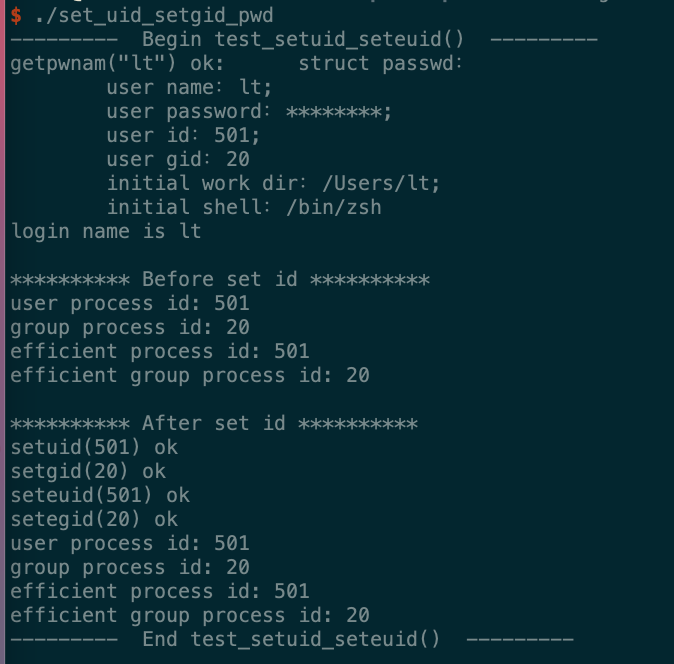 $ ./set_uid_setgid_pwd
---------  Begin test_setuid_seteuid()  ---------
getpwnam("lt") ok:      struct passwd:
        user name: lt;
        user password: ********;
        user id: 501;
        user gid: 20
        initial work dir: /Users/lt;
        initial shell: /bin/zsh
login name is lt

********** Before set id **********
user process id: 501
group process id: 20
efficient process id: 501
efficient group process id: 20

********** After set id **********
setuid(501) ok
setgid(20) ok
seteuid(501) ok
setegid(20) ok
user process id: 501
group process id: 20
efficient process id: 501
efficient group process id: 20
---------  End test_setuid_seteuid()  ---------